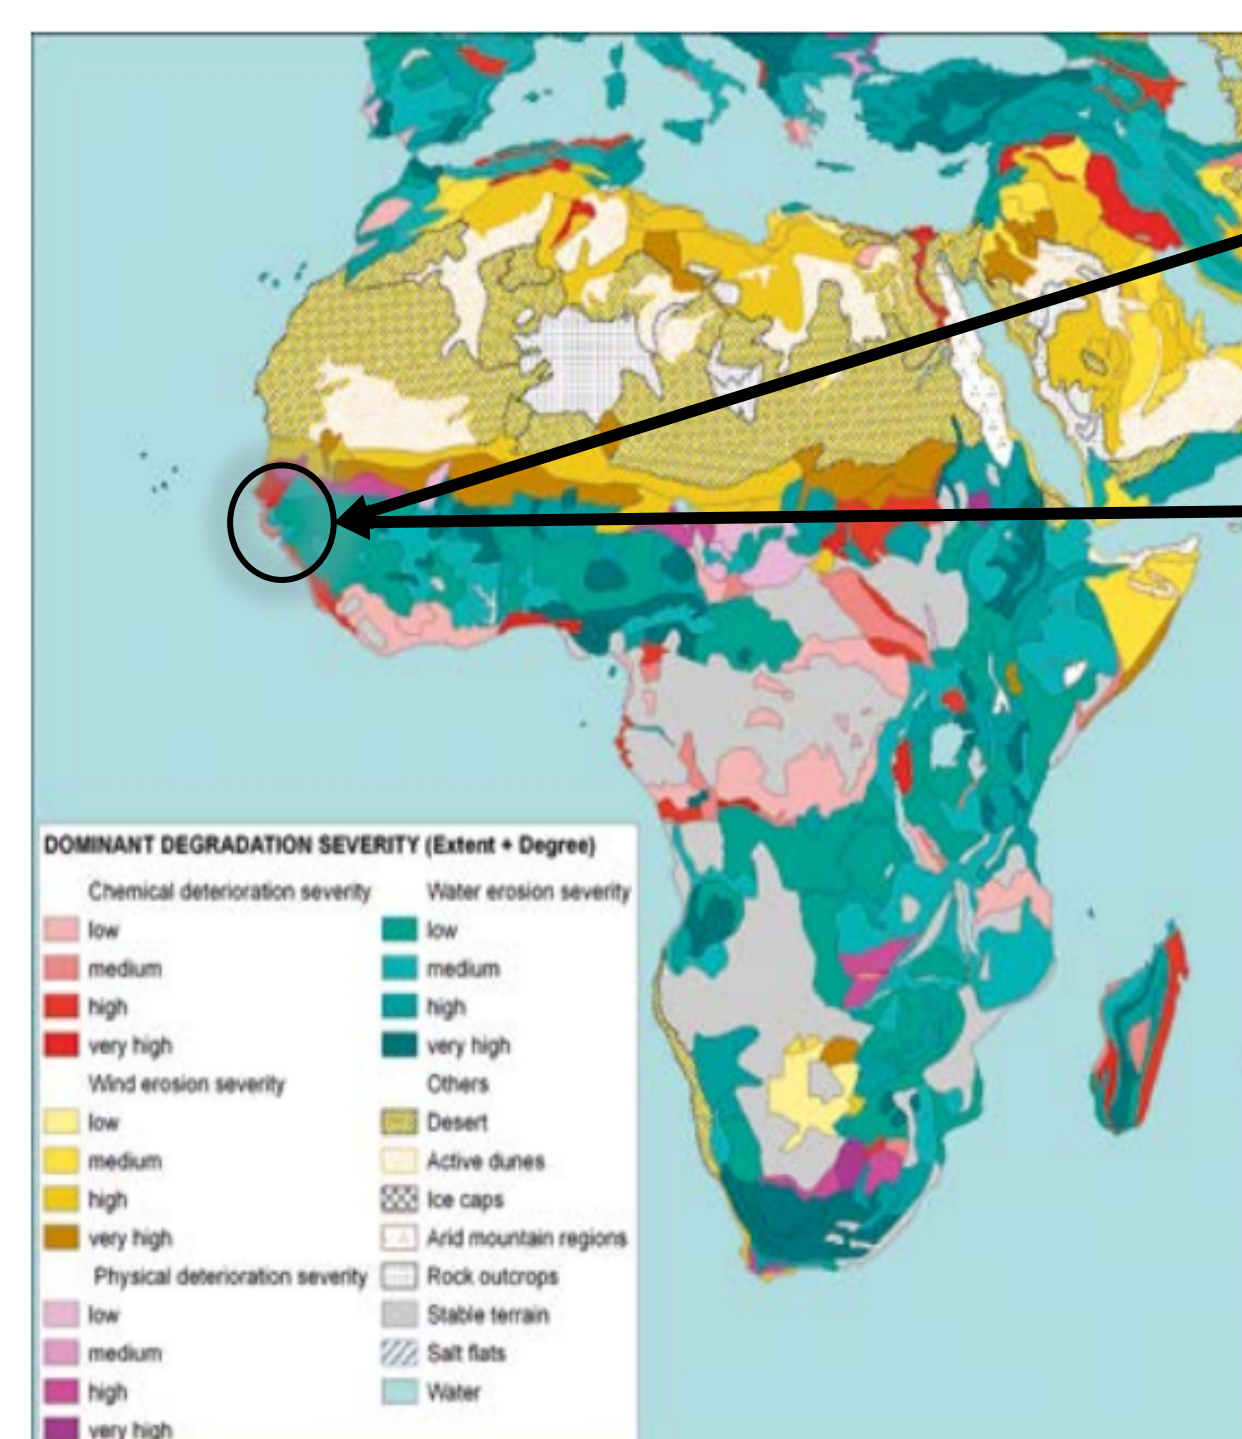 DOMINANT DEGRADATION SEVERITY (Extent + Degree)
Chemical deterioration severity
low
medium
high
very high
Wind erosion severity
low
medium
high
very high
Physical deterioration severity
low
medium
high
very high
Water erosion severity
low
medium
high
very high
Others
Desert
Active dunes
Ice caps
Arid mountain regions
Rock outcrops
Stable terrain
Salt flats
Water